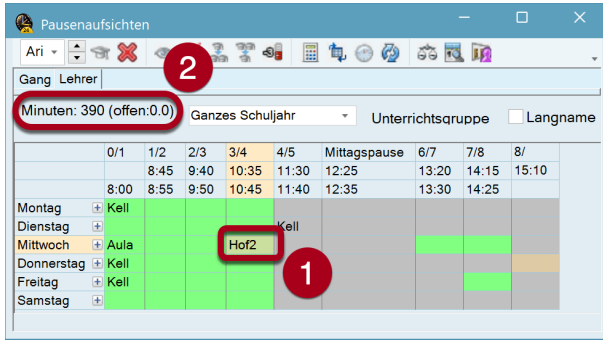 Pausenaufsichten
Ari
2
Gang Lehrer
Minuten: 390 (offen:0.0) Ganzes Schuljahr Unterrichtsgruppe Langname
0/1 1/2 2/3 3/4 4/5 Mittagspause 6/7 7/8 8/
8:45 9:40 10:35 11:30 12:25 13:20 14:15 15:10
8:00 8:55 9:50 10:45 11:40 12:35 13:30 14:25
Montag Kell
Dienstag Kell
Mittwoch Aula Hof2
Donnerstag Kell
1
Freitag Kell
Samstag